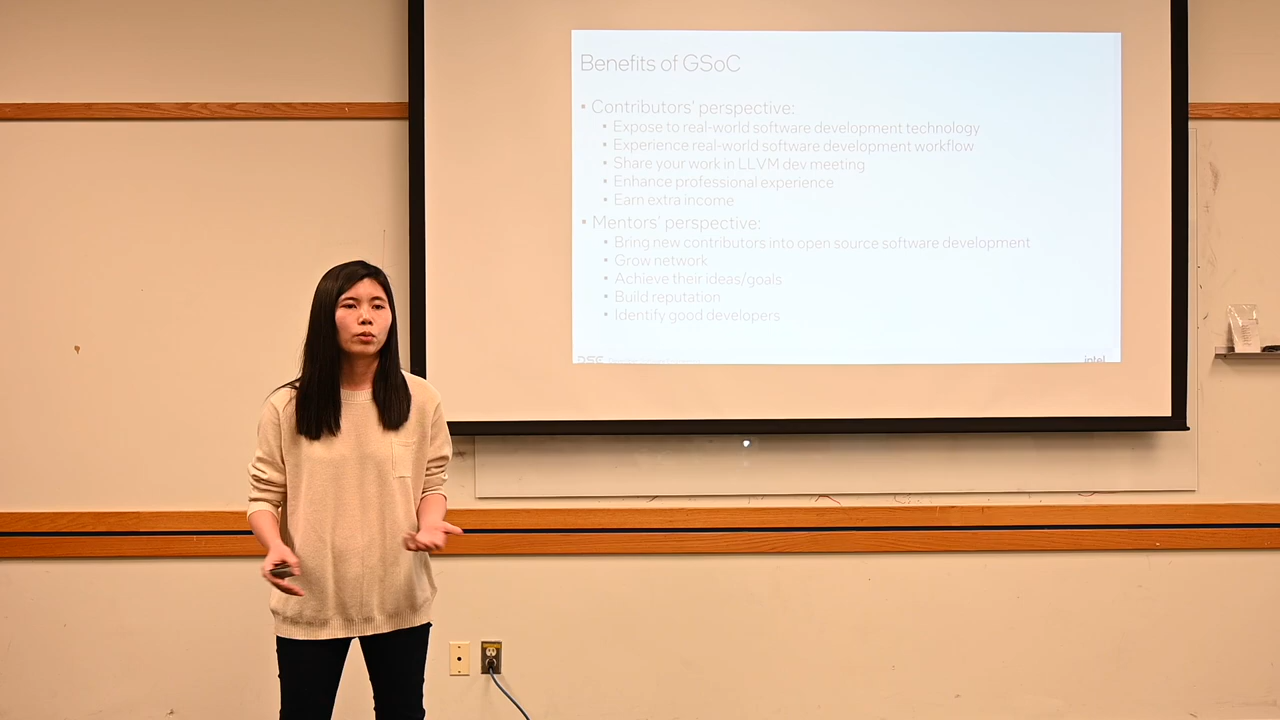 Benefits of GSoC
▪ Contributors' perspective:
▪ Expose to real-world software development technology
▪ Experience real-world software development workflow
▪ Share your work in LLVM dev meeting
▪ Enhance professional experience
▪ Earn extra income
▪ Mentors' perspective:
▪ Bring new contributors into open source software development
▪ Grow network
▪ Achieve their ideas/goals
▪ Build reputation
▪ Identify good developers
intel